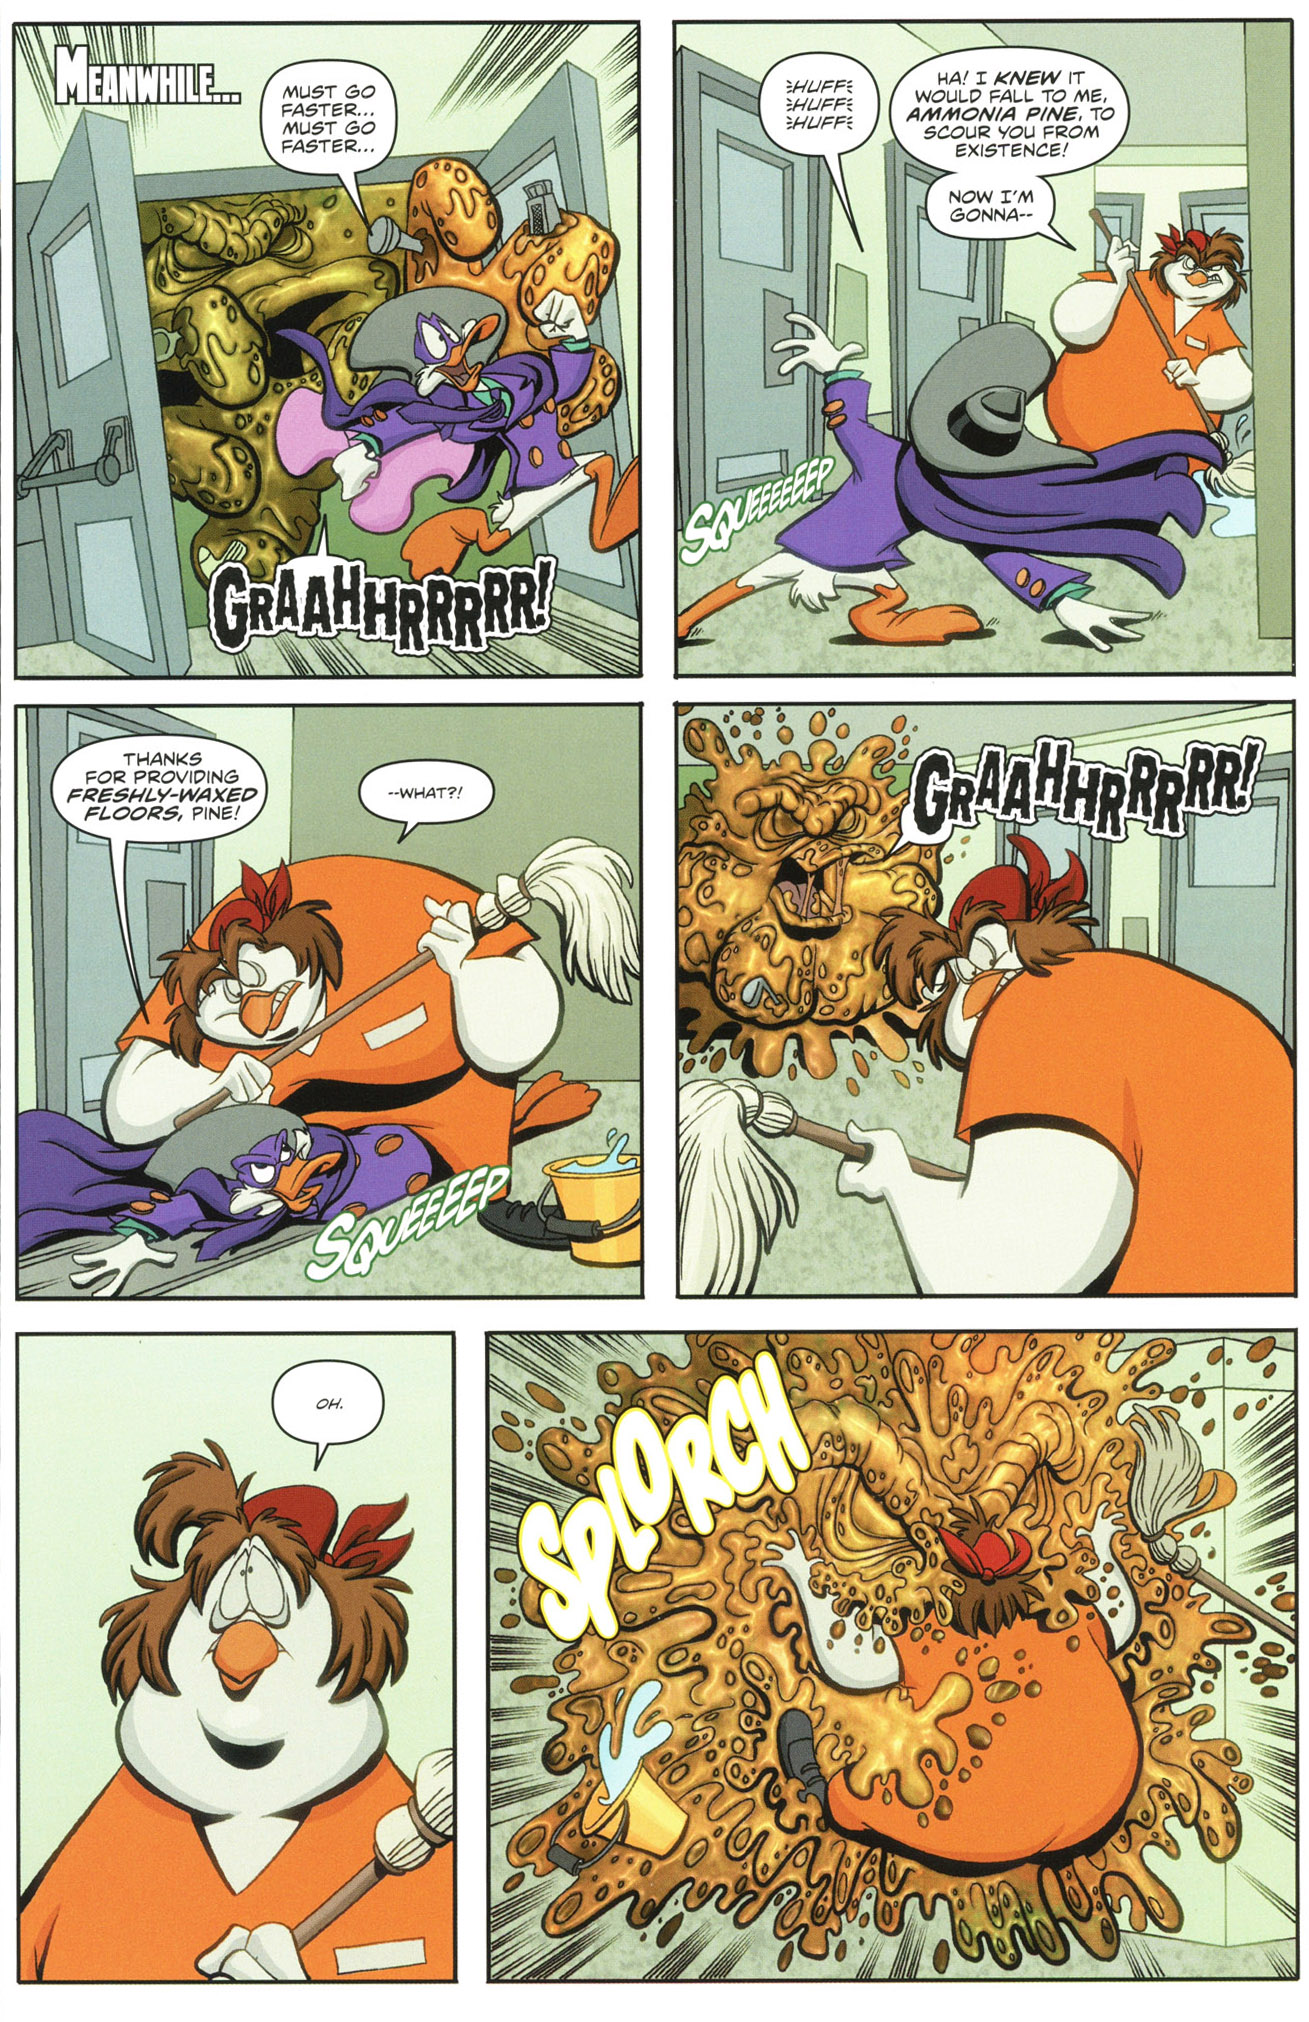 MEANWHILE...
MUST GO
FASTER...
MUST GO
FASTER...
GRAAHHRRRRR!
HUFF
HUFF
HUFF
HA! I KNEW IT
WOULD FALL TO ME,
AMMONIA PINE, TO
SCOUR YOU FROM
EXISTENCE!
NOW I'M
GONNA--
SQUEEEEEEP
THANKS
FOR PROVIDING
FRESHLY-WAXED
FLOORS, PINE!
--WHAT?!
SQUEEEEEP
GRAAHHRRRRR!
OH.
SPLORCH